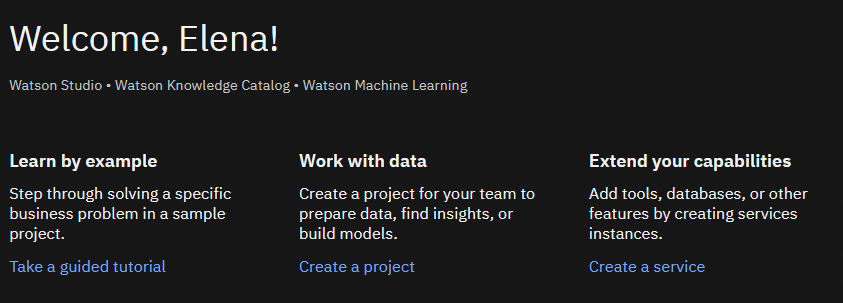 Welcome, Elena!
Watson Studio • Watson Knowledge Catalog • Watson Machine Learning
Learn by example
Step through solving a specific
business problem in a sample
project.
Take a guided tutorial
Work with data
Create a project for your team to
prepare data, find insights, or
build models.
Create a project
Extend your capabilities
Add tools, databases, or other
features by creating services
instances.
Create a service